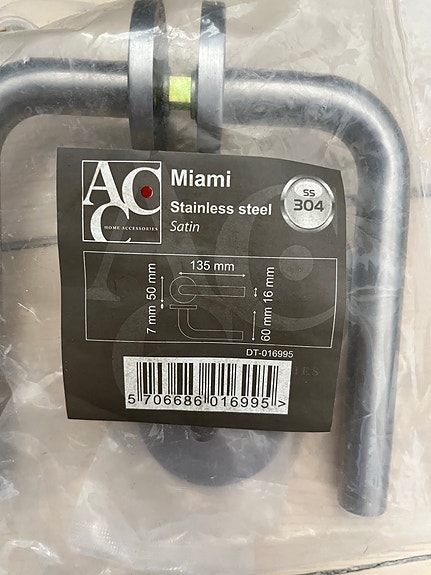 ACC
HOME ACCESSORIES
Miami
Stainless steel
Satin
SS
304
135 mm
7 mm 50 mm
60 mm 16 mm
DT-016995
5 706686 016995>